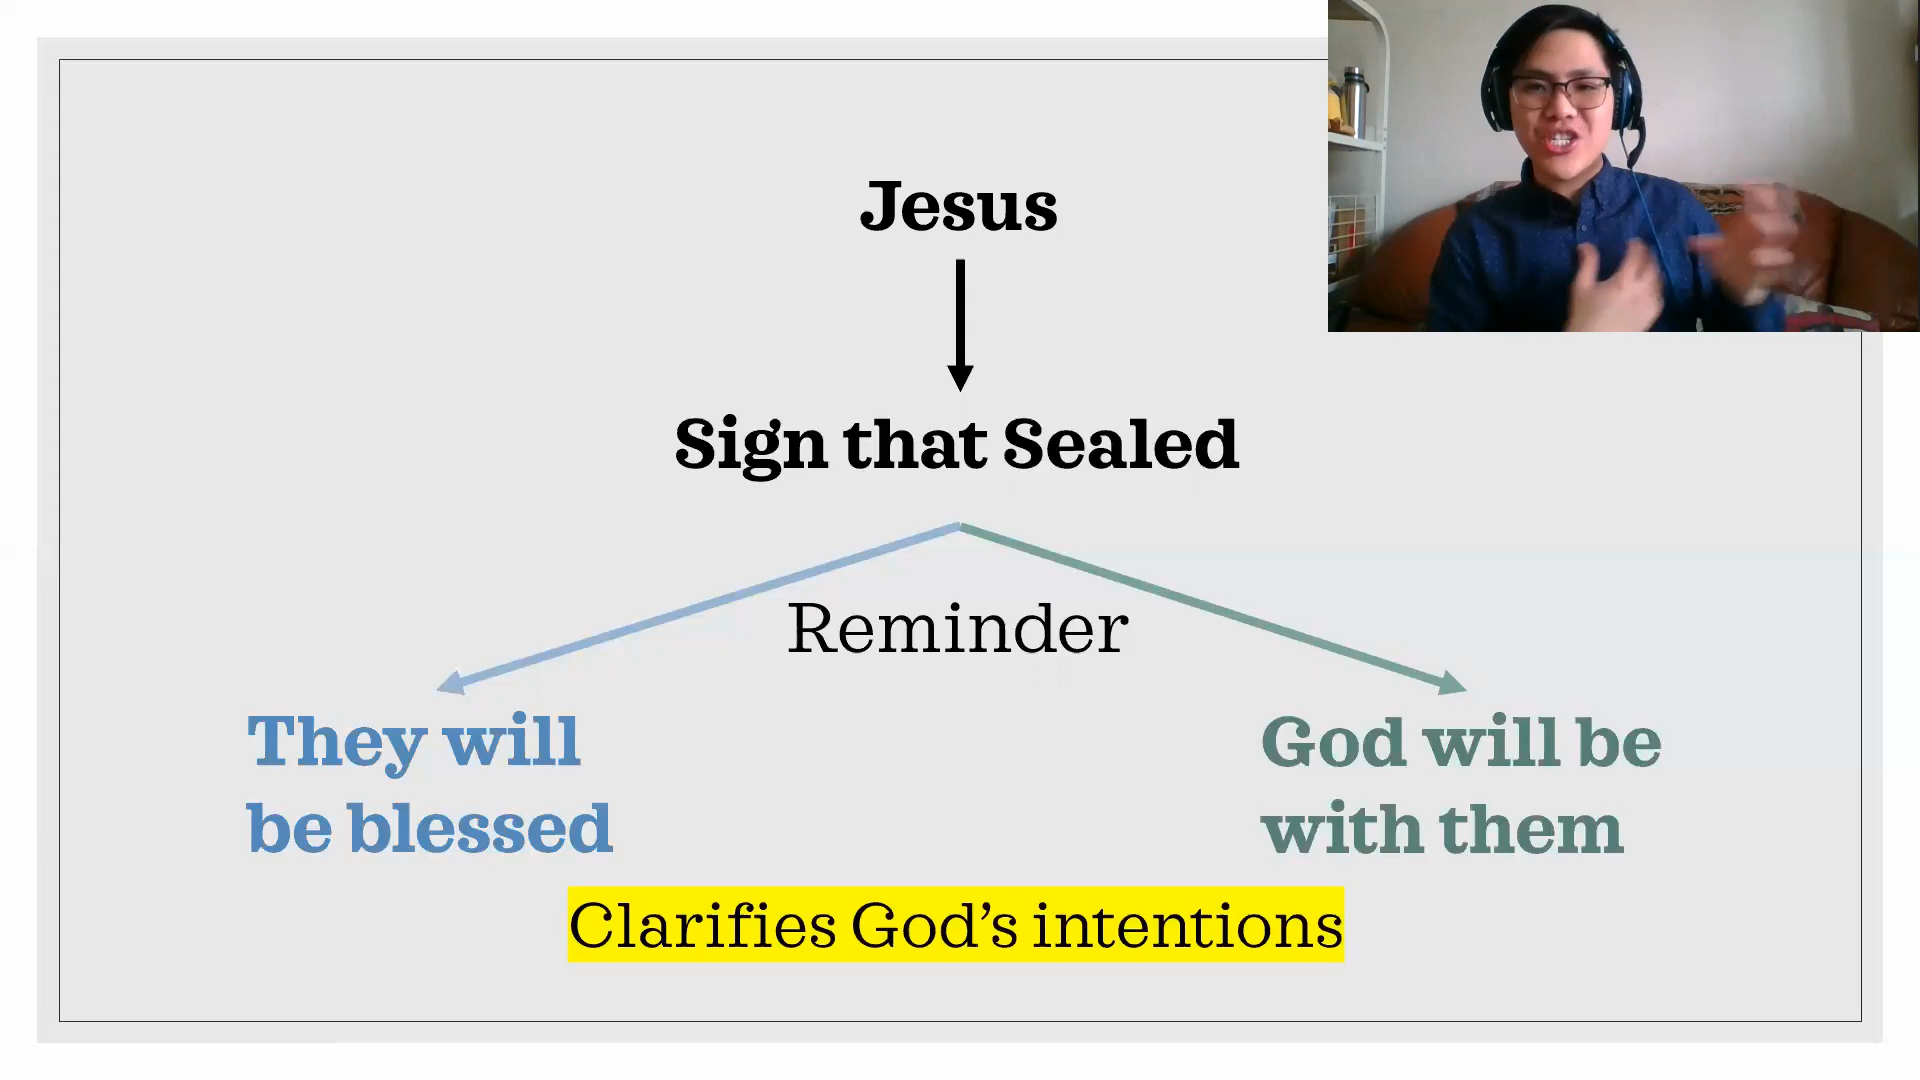 Jesus
Sign that Sealed
Reminder
They will
be blessed
God will be
with them
Clarifies God’s intentions